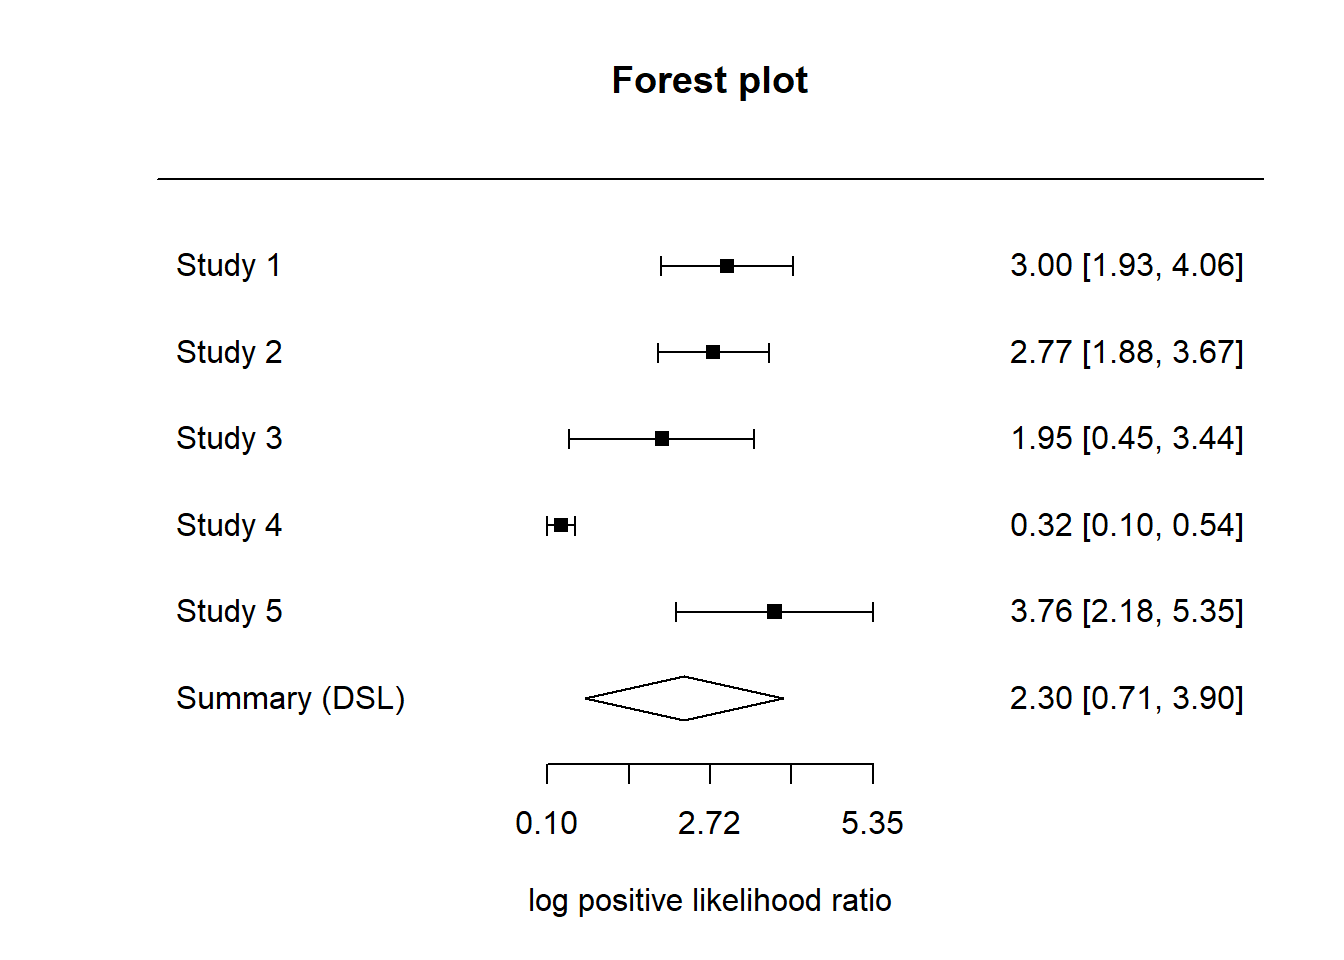 Forest plot
Study 1 3.00 [1.93, 4.06]
Study 2 2.77 [1.88, 3.67]
Study 3 1.95 [0.45, 3.44]
Study 4 0.32 [0.10, 0.54]
Study 5 3.76 [2.18, 5.35]
Summary (DSL) 2.30 [0.71, 3.90]
0.10 2.72 5.35
log positive likelihood ratio